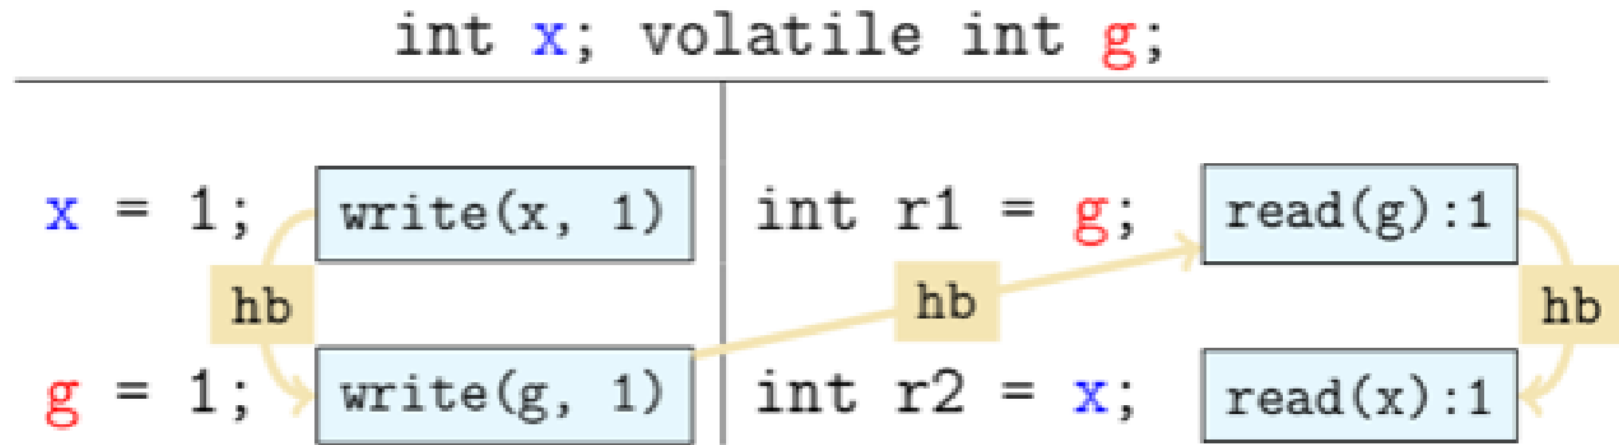 int x; volatile int g;
x = 1; write(x, 1) int r1 = g; read(g):1
hb hb hb
g = 1; write(g, 1) int r2 = x; read(x):1